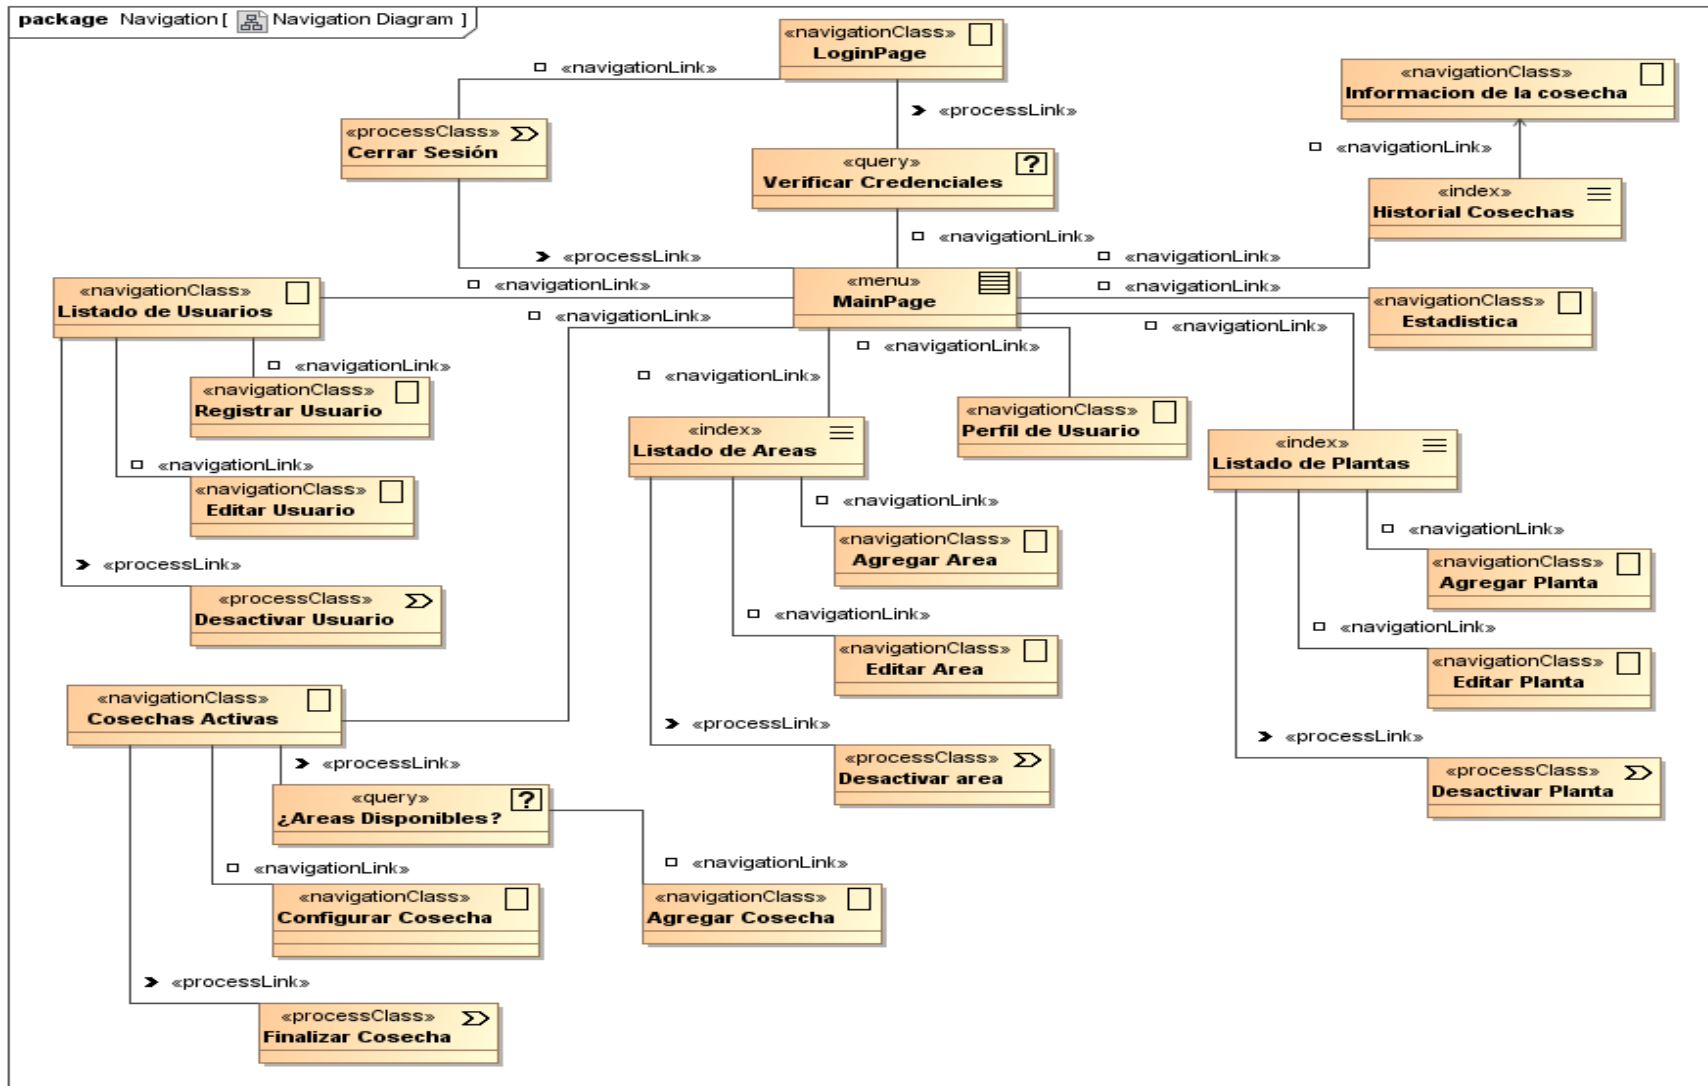 package Navigation [ Navigation Diagram ]
«navigationClass»
LoginPage
«navigationLink»
«processLink»
«navigationClass»
Informacion de la cosecha
«navigationLink»
«processClass»
Cerrar Sesión
«query»
?
Verificar Credenciales
«index»
Historial Cosechas
«processLink»
«navigationLink»
«navigationLink»
«menu»
MainPage
«navigationLink»
«navigationLink»
«navigationClass»
Listado de Usuarios
«navigationClass»
Estadistica
«navigationLink»
«navigationLink»
«navigationLink»
«navigationLink»
«navigationLink»
«navigationClass»
Registrar Usuario
«navigationClass»
Perfil de Usuario
«index»
Listado de Areas
«index»
Listado de Plantas
«navigationLink»
«navigationClass»
Editar Usuario
«navigationLink»
«navigationClass»
Agregar Area
«navigationLink»
«navigationClass»
Agregar Planta
«processLink»
«processClass»
Desactivar Usuario
«navigationLink»
«navigationClass»
Editar Area
«navigationLink»
«navigationClass»
Editar Planta
«navigationClass»
Cosechas Activas
«processLink»
«processClass»
Desactivar area
«processLink»
«processClass»
Desactivar Planta
«processLink»
«query»
?
¿Areas Disponibles?
«navigationLink»
«navigationClass»
Configurar Cosecha
«navigationLink»
«navigationClass»
Agregar Cosecha
«processLink»
«processClass»
Finalizar Cosecha